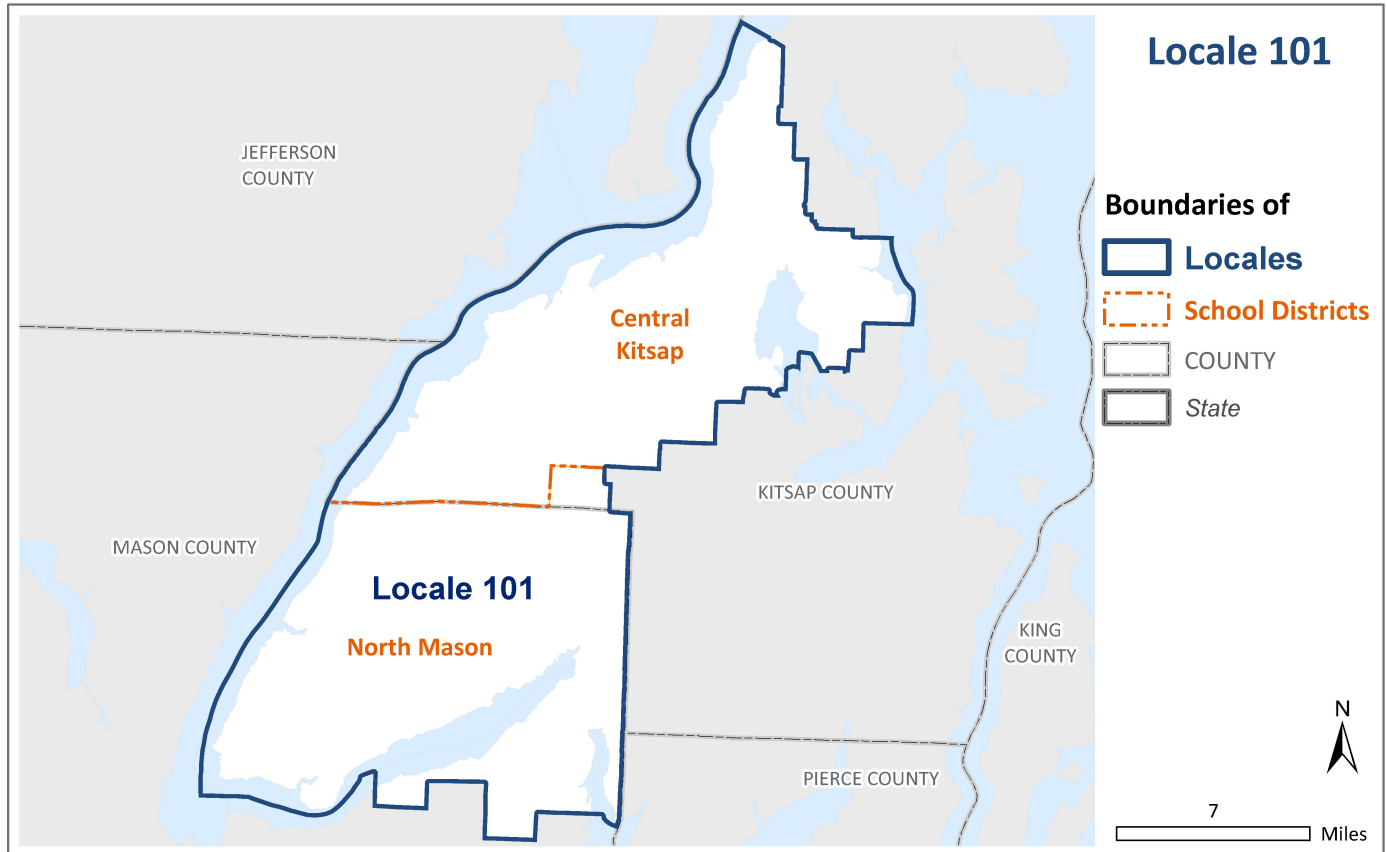 Locale 101
JEFFERSON
COUNTY
Boundaries of
Locales
School Districts
COUNTY
State
Central
Kitsap
KITSAP COUNTY
MASON COUNTY
Locale 101
North Mason
KING
COUNTY
PIERCE COUNTY
N
7
Miles